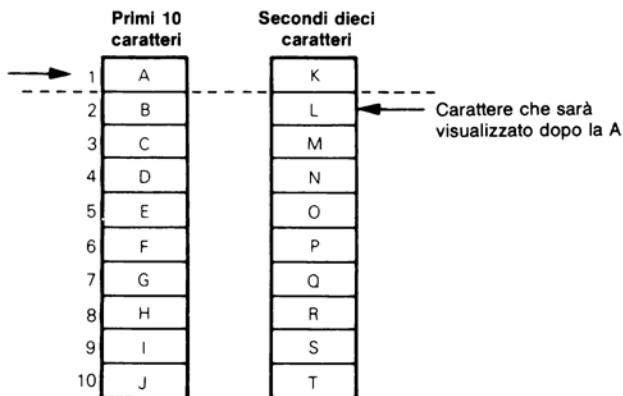 Primi 10 caratteri
Secondi dieci caratteri
1 A K
2 B L Carattere che sarà visualizzato dopo la A
3 C M
4 D N
5 E O
6 F P
7 G Q
8 H R
9 I S
10 J T